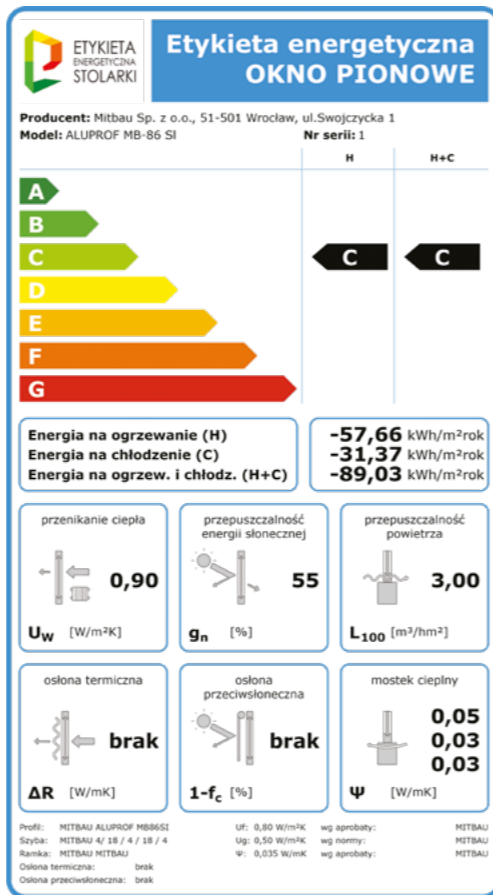 ETYKIETA
ENERGETYCZNA
STOLARKI
Etykieta energetyczna
OKNO PIONOWE
Producent: Mitbau Sp. z o.o., 51-501 Wrocław, ul.Swojczycka 1
Model: ALUPROF MB-86 SI Nr serii: 1
H H+C
A
B
C C C
D
E
F
G
Energia na ogrzewanie (H) -57,66 kWh/m²rok
Energia na chłodzenie (C) -31,37 kWh/m²rok
Energia na ogrzew. i chłodz. (H+C) -89,03 kWh/m²rok
przenikanie ciepła
0,90
Uw [W/m²K]
przepuszczalność
energii słonecznej
55
gn [%]
przepuszczalność
powietrza
3,00
L100 [m³/hm²]
osłona termiczna
brak
ΔR [W/mK]
osłona
przeciwsłoneczna
brak
1-fc [%]
mostek cieplny
0,05
0,03
0,03
Ψ [W/mK]
Profil: MITBAU ALUPROF MB86SI Uf: 0,80 W/m²K wg aprobaty: MITBAU
Szyba: MITBAU 4/ 18 / 4 / 18 / 4 Ug: 0,50 W/m²K wg normy: MITBAU
Ramka: MITBAU MITBAU Ψ: 0,035 W/mK wg aprobaty: MITBAU
Osłona termiczna: brak
Osłona przeciwsłoneczna: brak